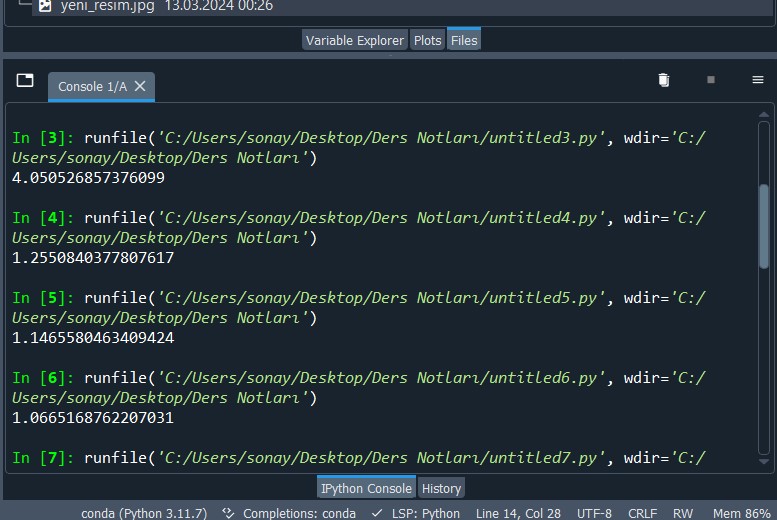 yeni_resim.jpg 13.03.2024 00:26
Variable Explorer Plots Files
Console 1/A
In [3]: runfile('C:/Users/sonay/Desktop/Ders Notları/untitled3.py', wdir='C:/
Users/sonay/Desktop/Ders Notları')
4.050526857376099
In [4]: runfile('C:/Users/sonay/Desktop/Ders Notları/untitled4.py', wdir='C:/
Users/sonay/Desktop/Ders Notları')
1.2550840377807617
In [5]: runfile('C:/Users/sonay/Desktop/Ders Notları/untitled5.py', wdir='C:/
Users/sonay/Desktop/Ders Notları')
1.1465580463409424
In [6]: runfile('C:/Users/sonay/Desktop/Ders Notları/untitled6.py', wdir='C:/
Users/sonay/Desktop/Ders Notları')
1.0665168762207031
In [7]: runfile('C:/Users/sonay/Desktop/Ders Notları/untitled7.py', wdir='C:/
IPython Console History
conda (Python 3.11.7) Completions: conda LSP: Python Line 14, Col 28 UTF-8 CRLF RW Mem 86%